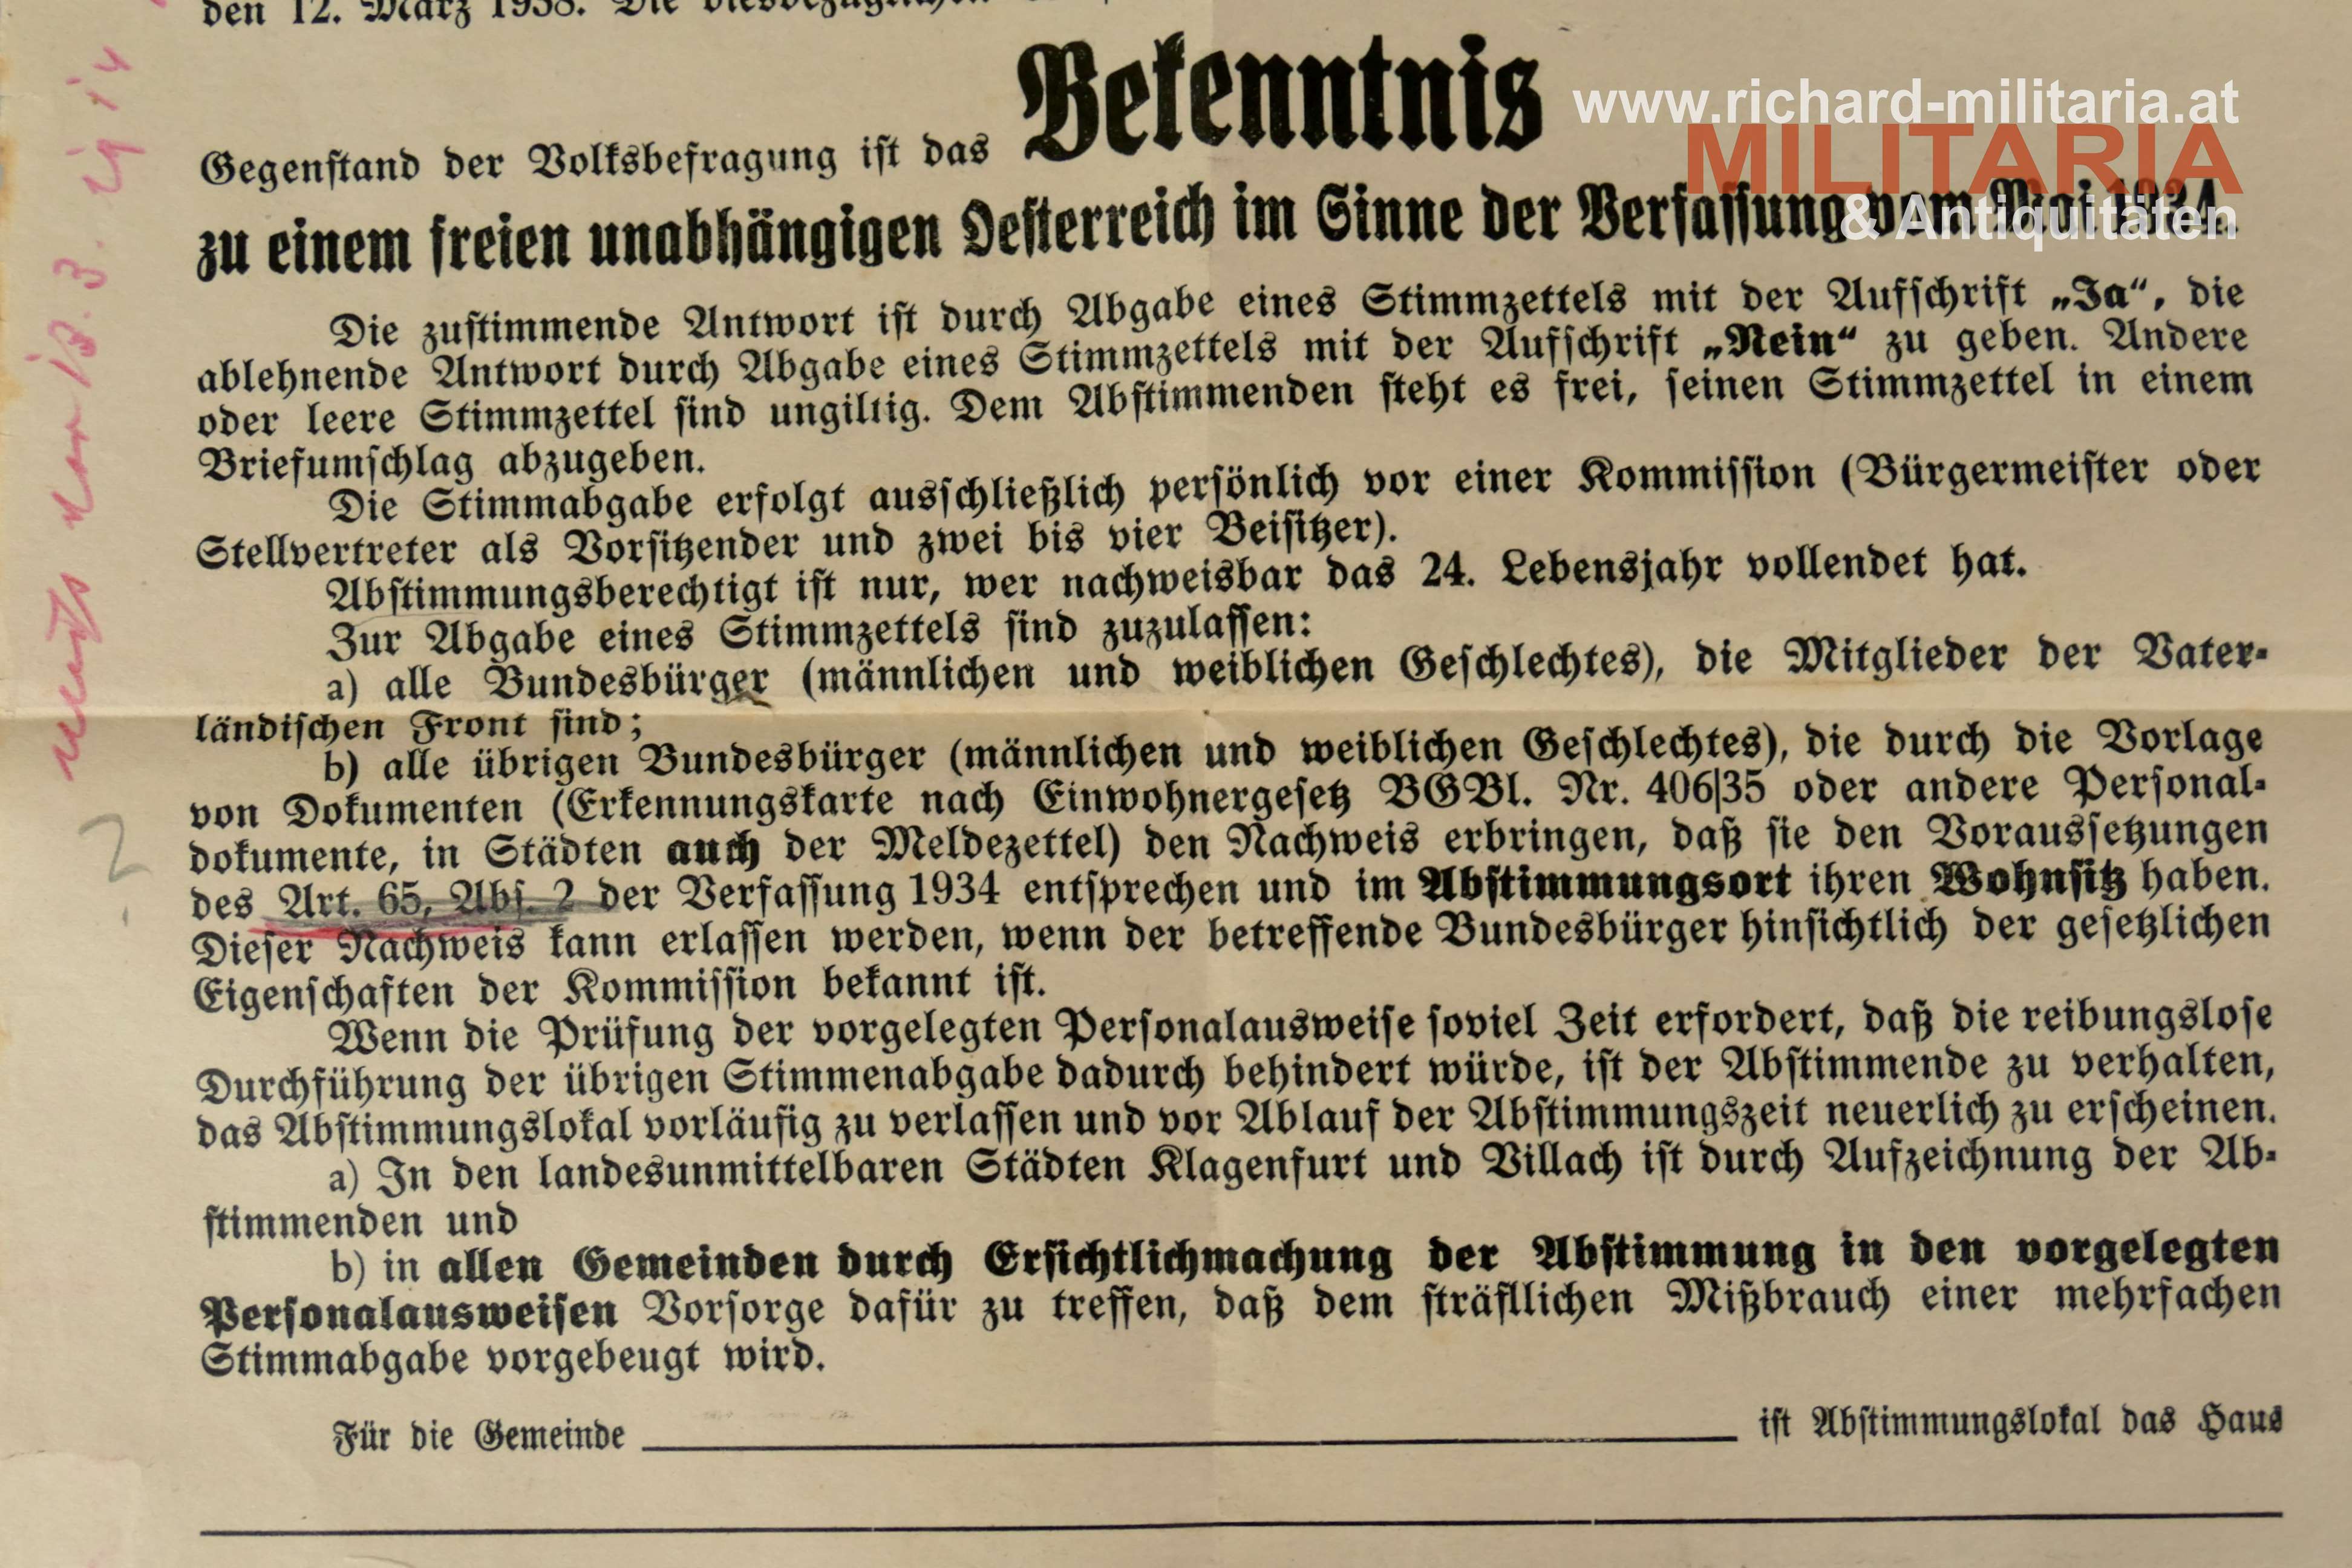 den 12. März 1938. Die diesbezüglichen
Gegenstand der Volksbefragung ist das Bekenntnis
zu einem freien unabhängigen Oesterreich im Sinne der Verfassung vom Mai 1934.
Die zustimmende Antwort ist durch Abgabe eines Stimmzettels mit der Aufschrift „Ja“, die
ablehnende Antwort durch Abgabe eines Stimmzettels mit der Aufschrift „Nein“ zu geben. Andere
oder leere Stimmzettel sind ungiltig. Dem Abstimmenden steht es frei, seinen Stimmzettel in einem
Briefumschlag abzugeben.
Die Stimmabgabe erfolgt ausschließlich persönlich vor einer Kommission (Bürgermeister oder
Stellvertreter als Vorsitzender und zwei bis vier Beisitzer).
Abstimmungsberechtigt ist nur, wer nachweisbar das 24. Lebensjahr vollendet hat.
Zur Abgabe eines Stimmzettels sind zuzulassen:
a) alle Bundesbürger (männlichen und weiblichen Geschlechtes), die Mitglieder der Vater-
ländischen Front sind;
b) alle übrigen Bundesbürger (männlichen und weiblichen Geschlechtes), die durch die Vorlage
von Dokumenten (Erkennungskarte nach Einwohnergesetz BGBl. Nr. 406/35 oder andere Personal-
dokumente, in Städten auch der Meldezettel) den Nachweis erbringen, daß sie den Voraussetzungen
des Art. 65, Abs. 2 der Verfassung 1934 entsprechen und im Abstimmungsort ihren Wohnsitz haben.
Dieser Nachweis kann erlassen werden, wenn der betreffende Bundesbürger hinsichtlich der gesetzlichen
Eigenschaften der Kommission bekannt ist.
Wenn die Prüfung der vorgelegten Personalausweise soviel Zeit erfordert, daß die reibungslose
Durchführung der übrigen Stimmenabgabe dadurch behindert würde, ist der Abstimmende zu verhalten,
das Abstimmungslokal vorläufig zu verlassen und vor Ablauf der Abstimmungszeit neuerlich zu erscheinen.
a) In den landesunmittelbaren Städten Klagenfurt und Villach ist durch Aufzeichnung der Ab-
stimmenden und
b) in allen Gemeinden durch Ersichtlichmachung der Abstimmung in den vorgelegten
Personalausweisen Vorsorge dafür zu treffen, daß dem sträfllichen Mißbrauch einer mehrfachen
Stimmabgabe vorgebeugt wird.
Für die Gemeinde ist Abstimmungslokal das Haus
www.richard-militaria.at
MILITARIA
& Antiquitäten